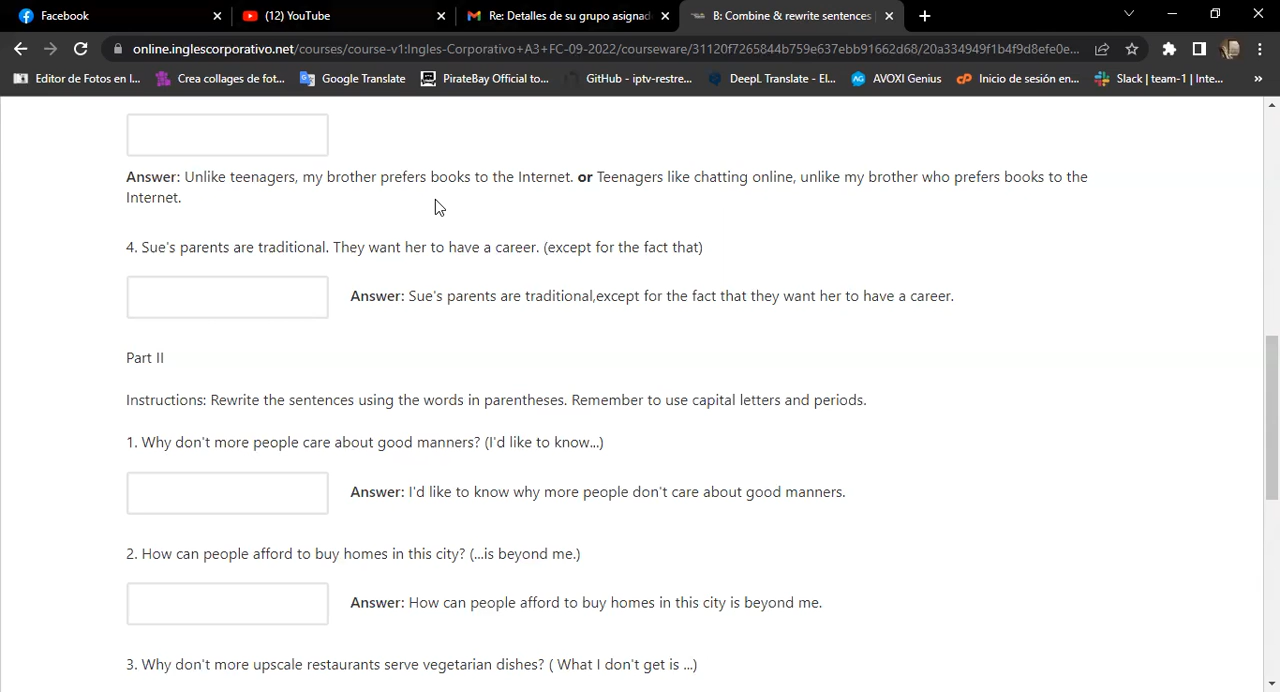 Facebook
(12) YouTube
Re: Detalles de su grupo asignad
B: Combine & rewrite sentences
online.inglescorporativo.net/courses/course-v1:Ingles-Corporativo+A3+FC-09-2022/courseware/31120f7265844b759e637ebb91662d68/20a334949f1b4f9d8efe0e...
Editor de Fotos en l...
Crea collages de fot...
Google Translate
PirateBay Official to...
GitHub - iptv-restre...
DeepL Translate - El...
AVOXI Genius
Inicio de sesión en...
Slack | team-1 | Inte...
»
Answer: Unlike teenagers, my brother prefers books to the Internet. or Teenagers like chatting online, unlike my brother who prefers books to the
Internet.
4. Sue's parents are traditional. They want her to have a career. (except for the fact that)
Answer: Sue's parents are traditional,except for the fact that they want her to have a career.
Part II
Instructions: Rewrite the sentences using the words in parentheses. Remember to use capital letters and periods.
1. Why don't more people care about good manners? (I'd like to know...)
Answer: I'd like to know why more people don't care about good manners.
2. How can people afford to buy homes in this city? (...is beyond me.)
Answer: How can people afford to buy homes in this city is beyond me.
3. Why don't more upscale restaurants serve vegetarian dishes? ( What I don't get is ...)